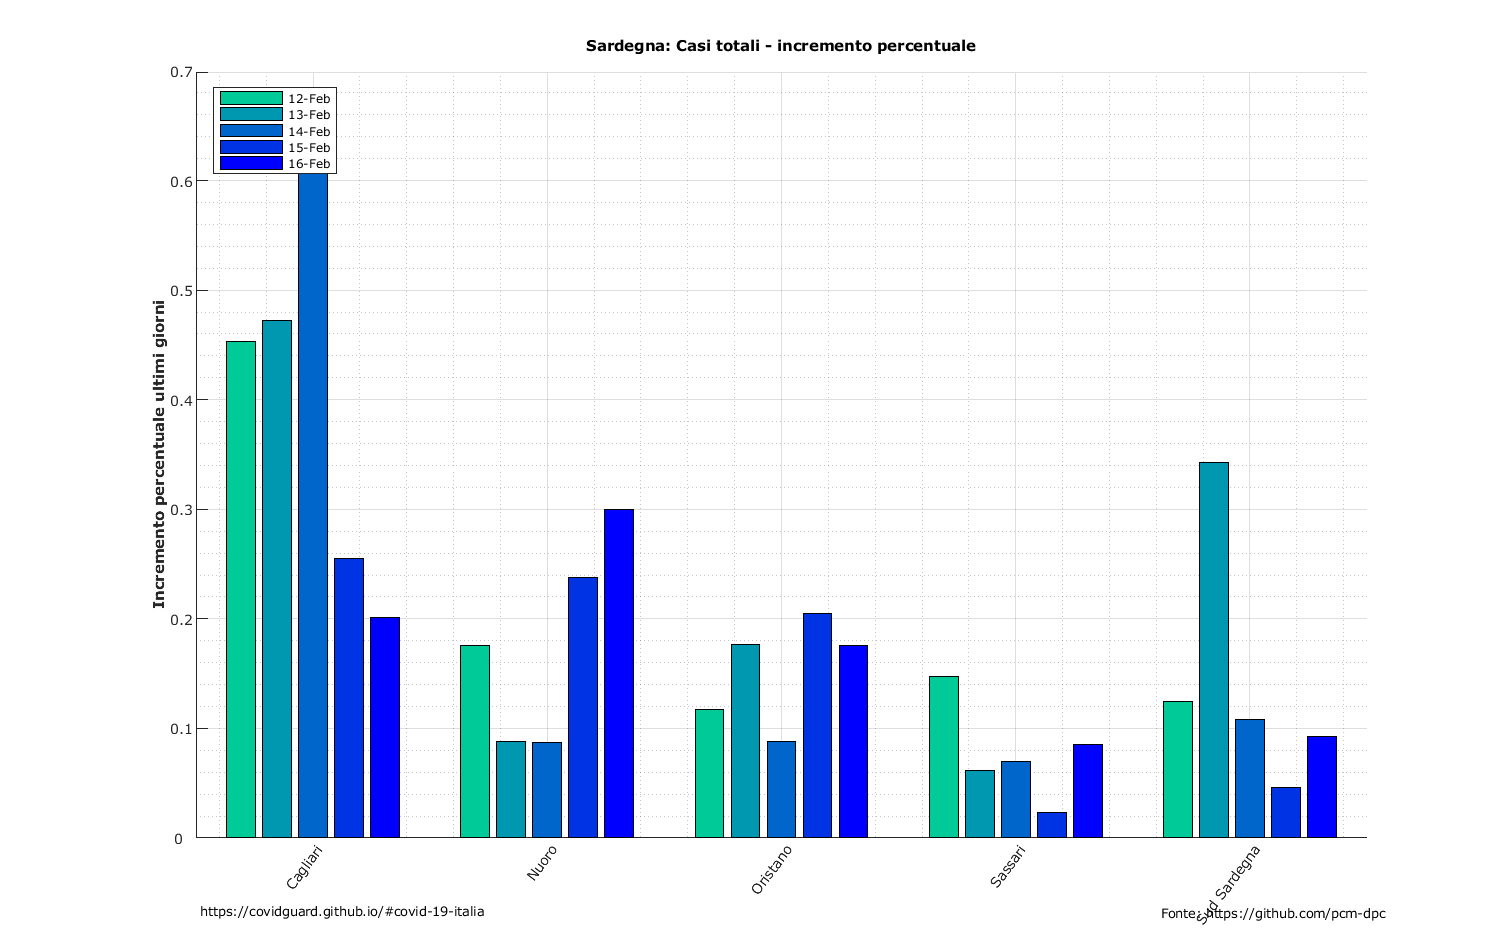 Sardegna: Casi totali - incremento percentuale
Incremento percentuale ultimi giorni
0.7
0.6
0.5
0.4
0.3
0.2
0.1
0
12-Feb
13-Feb
14-Feb
15-Feb
16-Feb
Cagliari
Nuoro
Oristano
Sassari
Sud Sardegna
https://covidguard.github.io/#covid-19-italia
Fonte: https://github.com/pcm-dpc